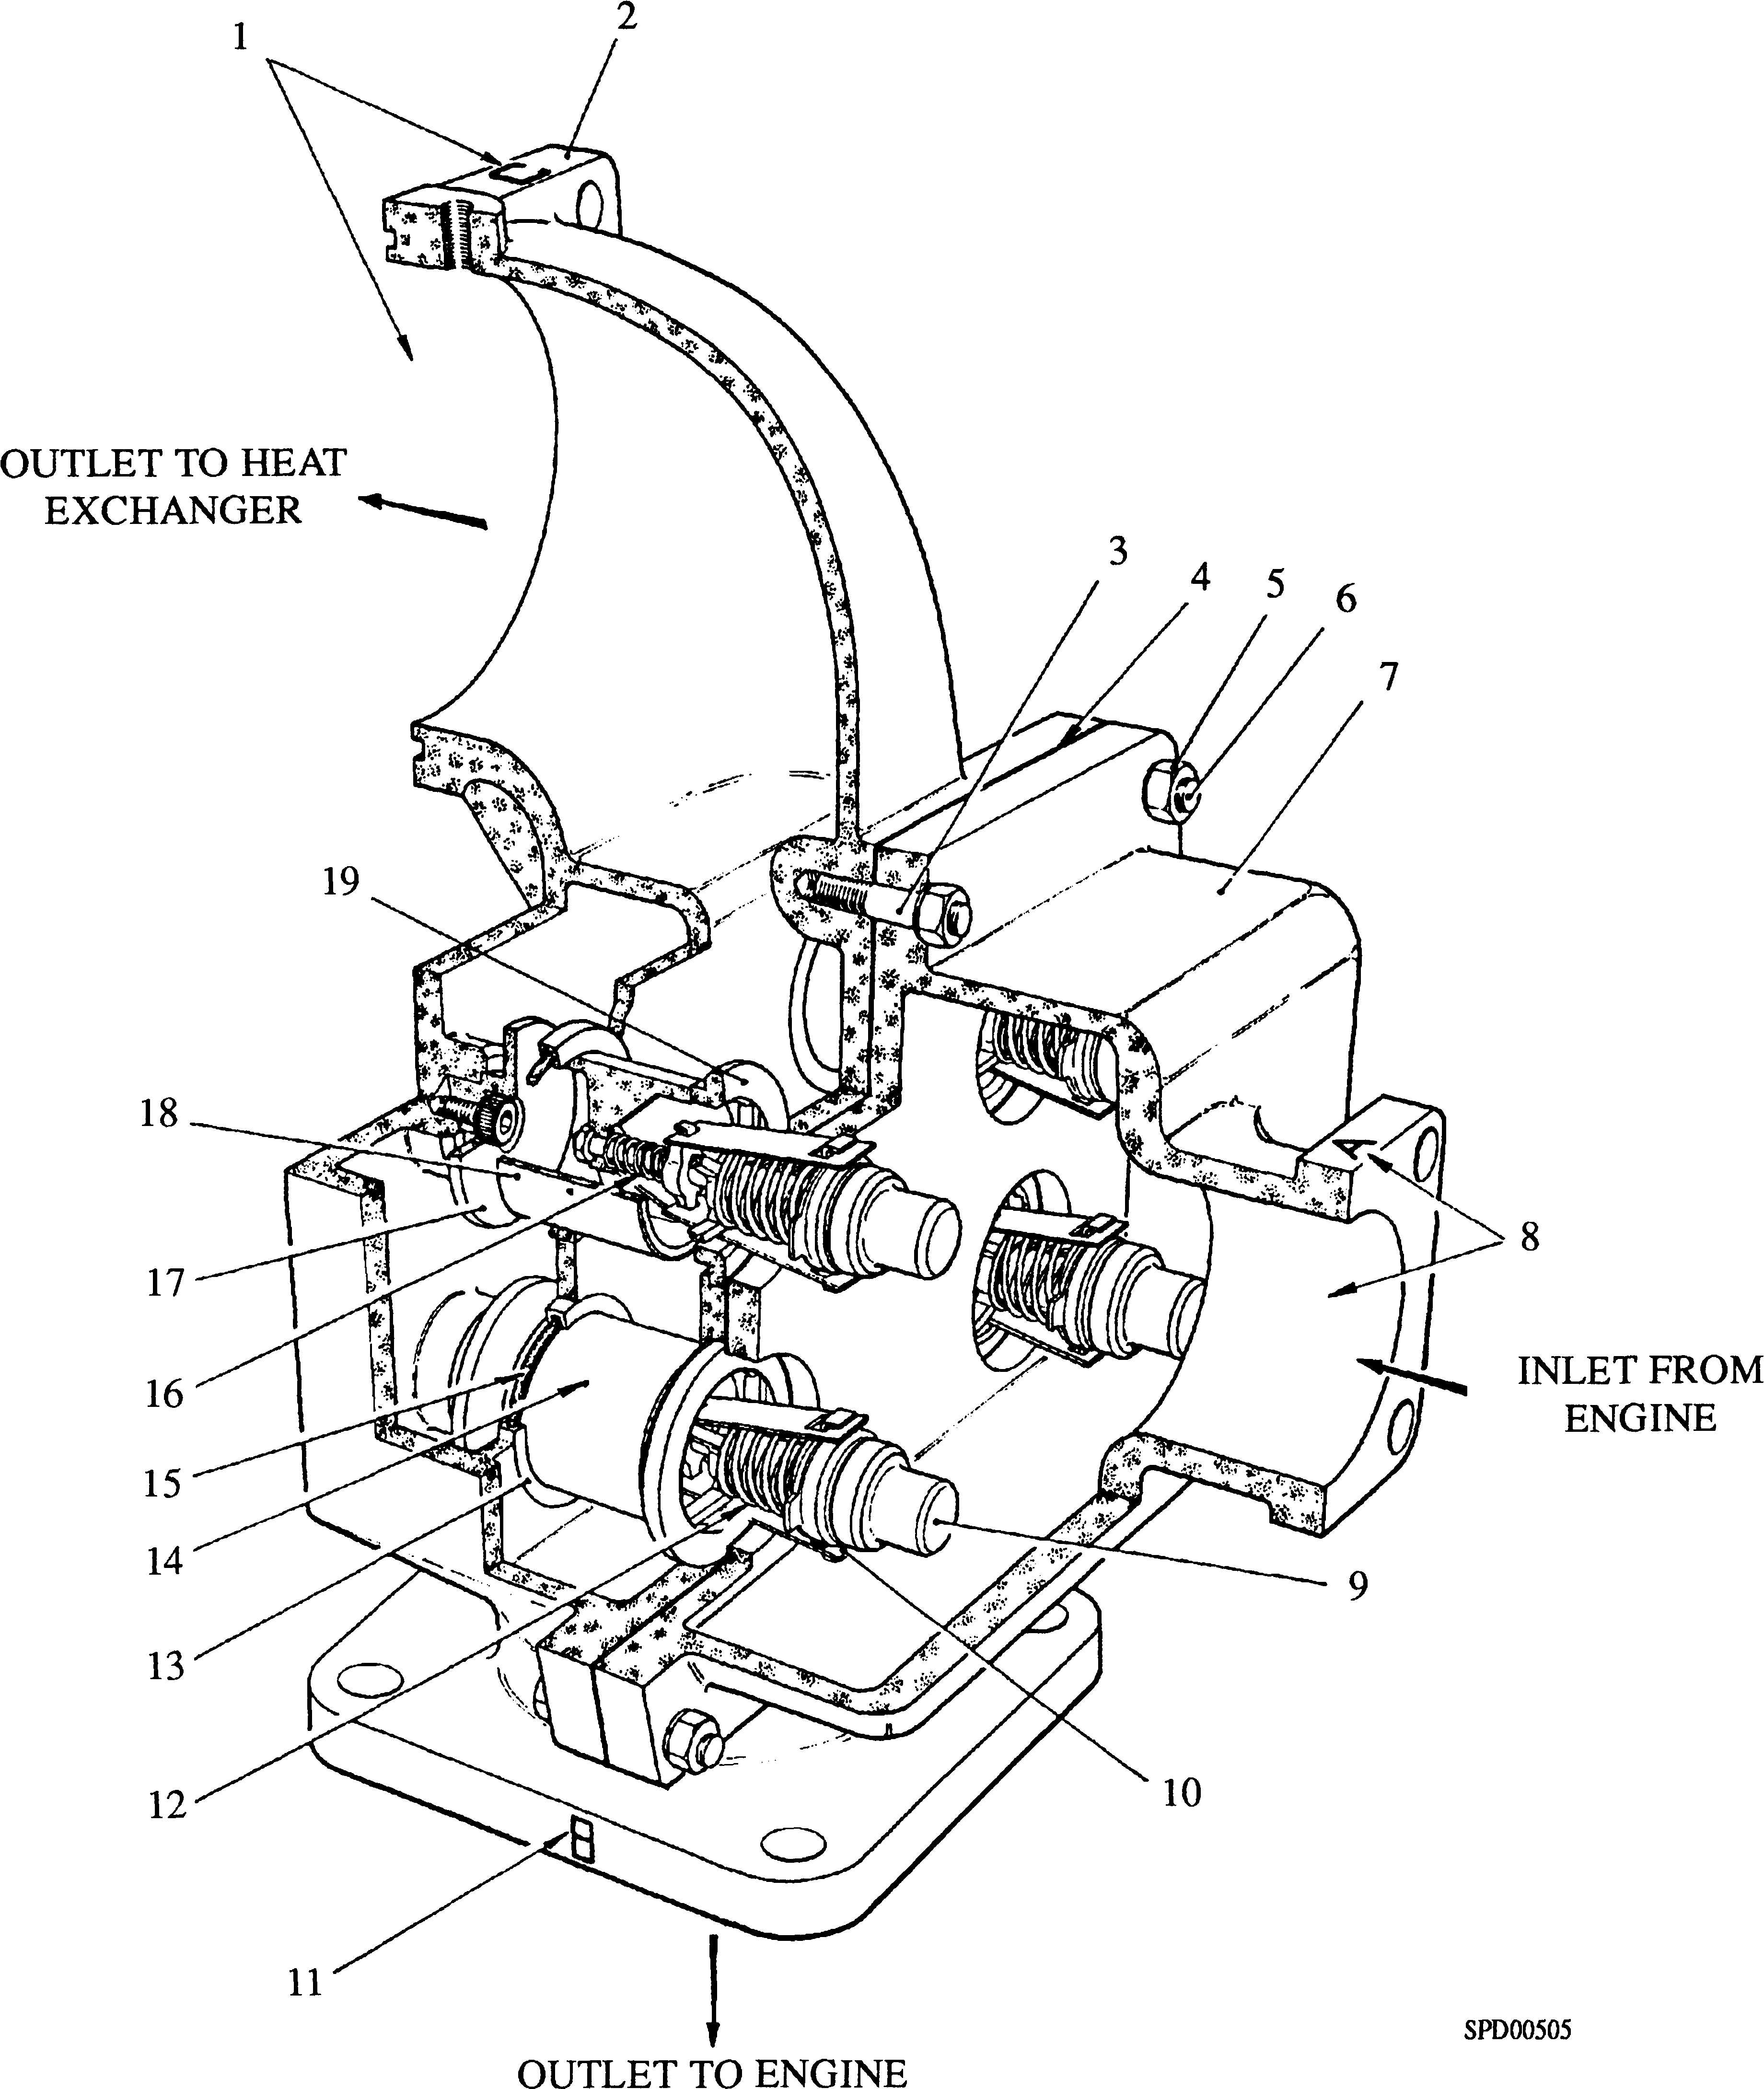 1
2
OUTLET TO HEAT
EXCHANGER
3
4
5
6
7
19
18
A
8
17
16
INLET FROM
ENGINE
15
14
9
13
12
10
B
11
C
SPD00505
OUTLET TO ENGINE